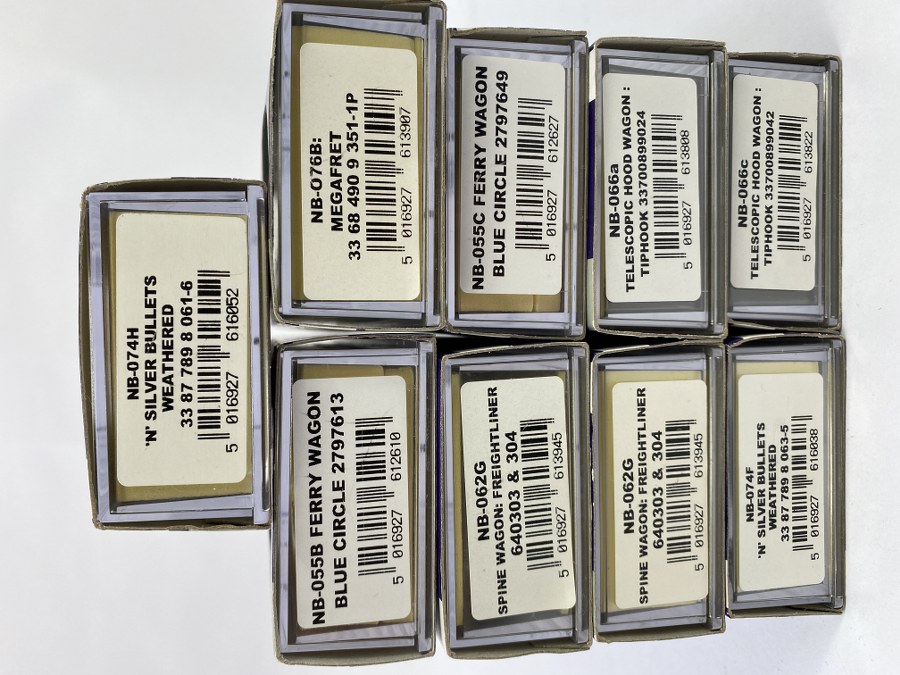 NB-074H
'N' SILVER BULLETS
WEATHERED
33 87 789 8 061-6
5 016927 616052
NB-076B:
MEGAFRET
33 68 490 9 351-1P
5 016927 613907
NB-055C FERRY WAGON
BLUE CIRCLE 2797649
5 016927 612627
NB-066a
TELESCOPIC HOOD WAGON :
TIPHOOK 33700899024
5 016927 613808
NB-066c
TELESCOPIC HOOD WAGON :
TIPHOOK 33700899042
5 016927 613822
NB-055B FERRY WAGON
BLUE CIRCLE 2797613
5 016927 612610
NB-062G
SPINE WAGON: FREIGHTLINER
640303 & 304
5 016927 613945
NB-062G
SPINE WAGON: FREIGHTLINER
640303 & 304
5 016927 613945
NB-074F
'N' SILVER BULLETS
WEATHERED
33 87 789 8 063-5
5 016927 616038